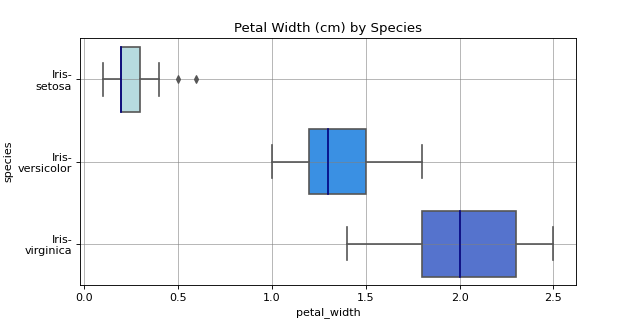 Petal Width (cm) by Species
species
Iris-
setosa
Iris-
versicolor
Iris-
virginica
0.0 0.5 1.0 1.5 2.0 2.5
petal_width